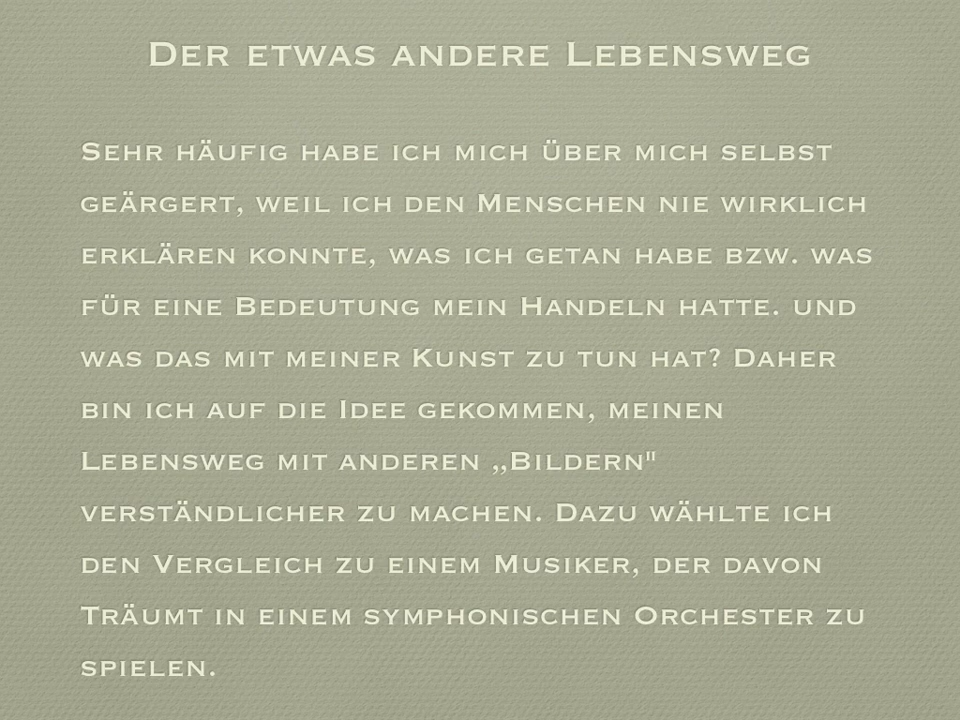 Der etwas andere Lebensweg
Sehr häufig habe ich mich über mich selbst
geärgert, weil ich den Menschen nie wirklich
erklären konnte, was ich getan habe bzw. was
für eine Bedeutung mein Handeln hatte. und
was das mit meiner Kunst zu tun hat? Daher
bin ich auf die Idee gekommen, meinen
Lebensweg mit anderen „Bildern"
verständlicher zu machen. Dazu wählte ich
den Vergleich zu einem Musiker, der davon
Träumt in einem symphonischen Orchester zu
spielen.